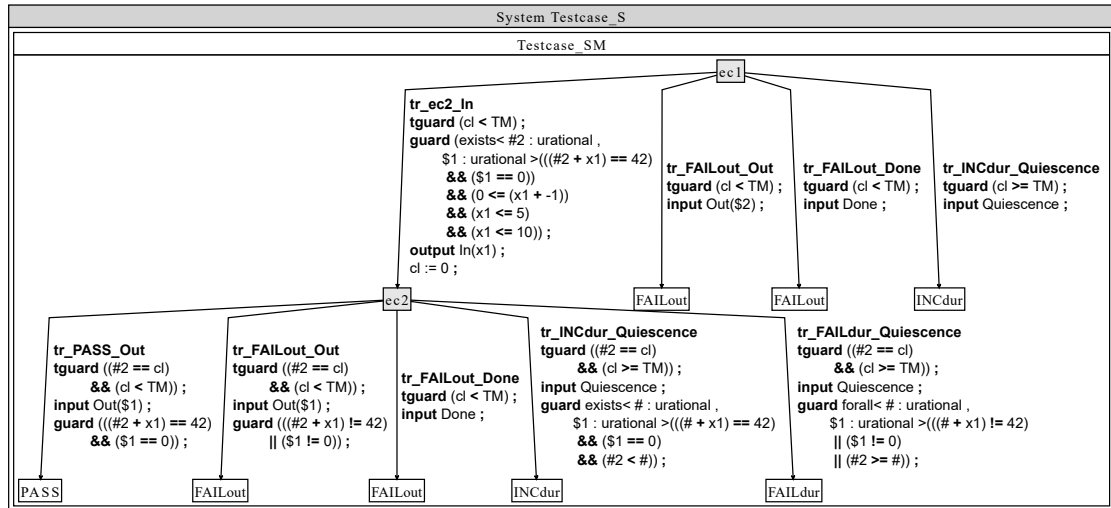 System Testcase_S
Testcase_SM
ec1
tr_ec2_In
tguard (cl < TM) ;
guard (exists< #2 : urational ,
$1 : urational >(((#2 + x1) == 42)
&& ($1 == 0))
&& (0 <= (x1 + -1))
&& (x1 <= 5)
&& (x1 <= 10)) ;
output In(x1) ;
cl := 0 ;
tr_FAILout_Out
tguard (cl < TM) ;
input Out($2) ;
tr_FAILout_Done
tguard (cl < TM) ;
input Done ;
tr_INCdur_Quiescence
tguard (cl >= TM) ;
input Quiescence ;
ec2
FAILout
FAILout
INCdur
tr_PASS_Out
tguard ((#2 == cl)
&& (cl < TM)) ;
input Out($1) ;
guard (((#2 + x1) == 42)
&& ($1 == 0)) ;
tr_FAILout_Out
tguard ((#2 == cl)
&& (cl < TM)) ;
input Out($1) ;
guard (((#2 + x1) != 42)
|| ($1 != 0)) ;
tr_FAILout_Done
tguard (cl < TM) ;
input Done ;
tr_INCdur_Quiescence
tguard ((#2 == cl)
&& (cl >= TM)) ;
input Quiescence ;
guard exists< # : urational ,
$1 : urational >(((# + x1) == 42)
&& ($1 == 0)
&& (#2 < #)) ;
tr_FAILdur_Quiescence
tguard ((#2 == cl)
&& (cl >= TM)) ;
input Quiescence ;
guard forall< # : urational ,
$1 : urational >(((# + x1) != 42)
|| ($1 != 0)
|| (#2 >= #)) ;
PASS
FAILout
FAILout
INCdur
FAILdur